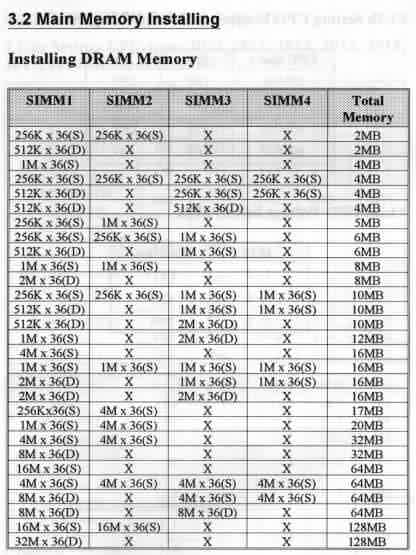 3.2 Main Memory Installing
Installing DRAM Memory
SIMM1 SIMM2 SIMM3 SIMM4 Total Memory
256K x 36(S) 256K x 36(S) X X 2MB
512K x 36(D) X X X 2MB
1M x 36(S) X X X 4MB
256K x 36(S) 256K x 36(S) 256K x 36(S) 256K x 36(S) 4MB
512K x 36(D) X 256K x 36(S) 256K x 36(S) 4MB
512K x 36(D) X 512K x 36(D) X 4MB
256K x 36(S) 1M x 36(S) X X 5MB
256K x 36(S) 256K x 36(S) 1M x 36(S) X 6MB
512K x 36(D) X 1M x 36(S) X 6MB
1M x 36(S) 1M x 36(S) X X 8MB
2M x 36(D) X X X 8MB
256K x 36(S) 256K x 36(S) 1M x 36(S) 1M x 36(S) 10MB
512K x 36(D) X 1M x 36(S) 1M x 36(S) 10MB
512K x 36(D) X 2M x 36(D) X 10MB
1M x 36(S) X 2M x 36(D) X 12MB
4M x 36(S) X X X 16MB
1M x 36(S) 1M x 36(S) 1M x 36(S) 1M x 36(S) 16MB
2M x 36(D) X 1M x 36(S) 1M x 36(S) 16MB
2M x 36(D) X 2M x 36(D) X 16MB
256Kx36(S) 4M x 36(S) X X 17MB
1M x 36(S) 4M x 36(S) X X 20MB
4M x 36(S) 4M x 36(S) X X 32MB
8M x 36(D) X X X 32MB
16M x 36(S) X X X 64MB
4M x 36(S) 4M x 36(S) 4M x 36(S) 4M x 36(S) 64MB
8M x 36(D) X 4M x 36(S) 4M x 36(S) 64MB
8M x 36(D) X 8M x 36(D) X 64MB
16M x 36(S) 16M x 36(S) X X 128MB
32M x 36(D) X X X 128MB